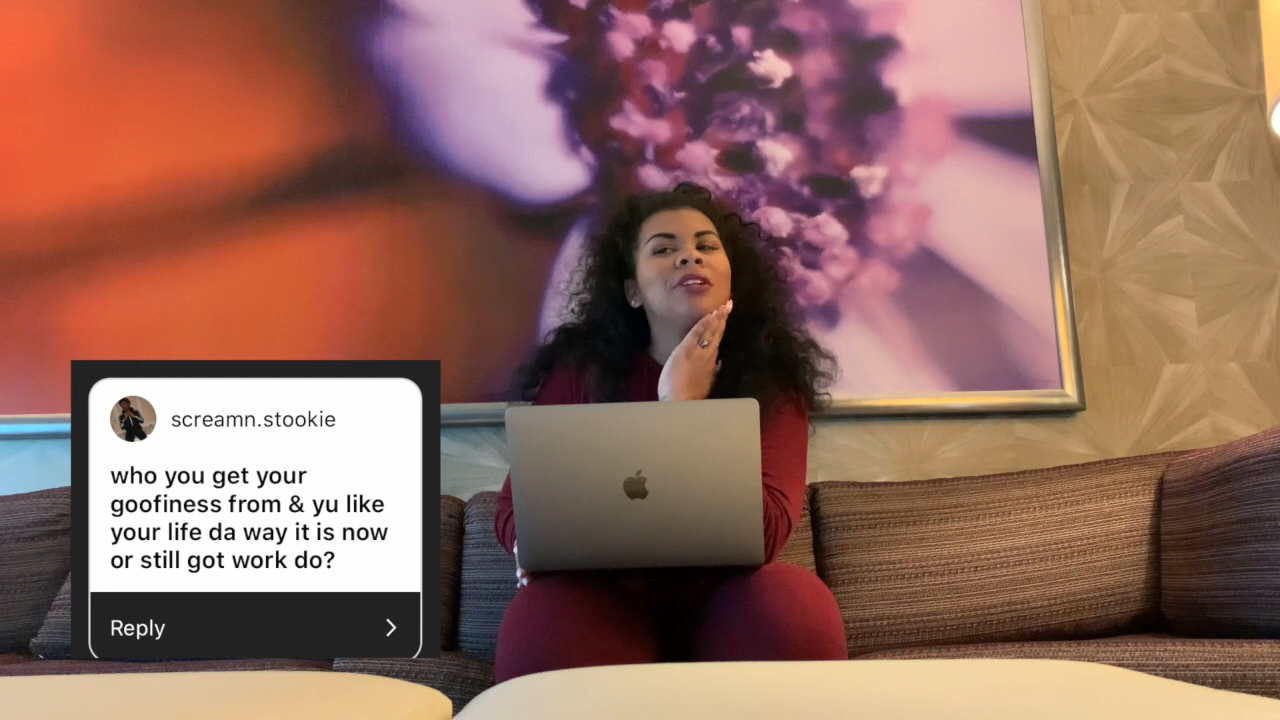 screamn.stookie
who you get your
goofiness from & yu like
your life da way it is now
or still got work do?
Reply